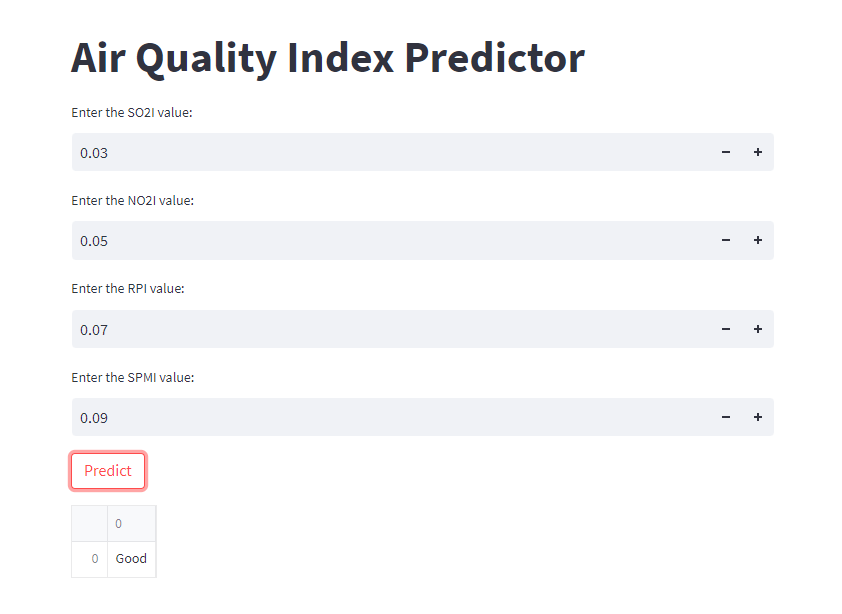 Air Quality Index Predictor
Enter the SO2I value:
0.03 − +
Enter the NO2I value:
0.05 − +
Enter the RPI value:
0.07 − +
Enter the SPMI value:
0.09 − +
Predict
0
0 Good